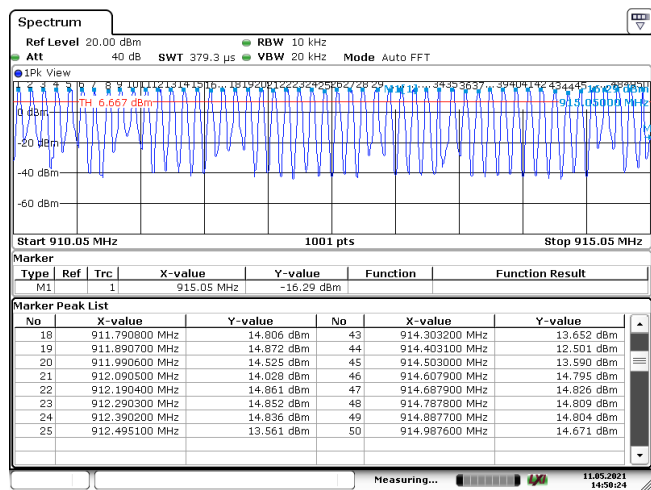 Spectrum
Ref Level 20.00 dBm RBW 10 kHz
Att 40 dB SWT 379.3 µs VBW 20 kHz Mode Auto FFT
1Pk View
TH 6.667 dBm
915.05000 MHz
0 dBm
-20 dBm
-40 dBm
-60 dBm
Start 910.05 MHz 1001 pts Stop 915.05 MHz
Marker
Type Ref Trc X-value Y-value Function Function Result
M1 1 915.05 MHz -16.29 dBm
Marker Peak List
No X-value Y-value No X-value Y-value
18 911.790800 MHz 14.806 dBm 43 914.303200 MHz 13.652 dBm
19 911.890700 MHz 14.872 dBm 44 914.403100 MHz 12.501 dBm
20 911.990600 MHz 14.525 dBm 45 914.503000 MHz 13.590 dBm
21 912.090500 MHz 14.028 dBm 46 914.607900 MHz 14.795 dBm
22 912.190400 MHz 14.861 dBm 47 914.687900 MHz 14.826 dBm
23 912.290300 MHz 14.852 dBm 48 914.787800 MHz 14.809 dBm
24 912.390200 MHz 14.836 dBm 49 914.887700 MHz 14.804 dBm
25 912.495100 MHz 13.561 dBm 50 914.987600 MHz 14.671 dBm
Measuring... LXI 11.05.2021
14:50:24